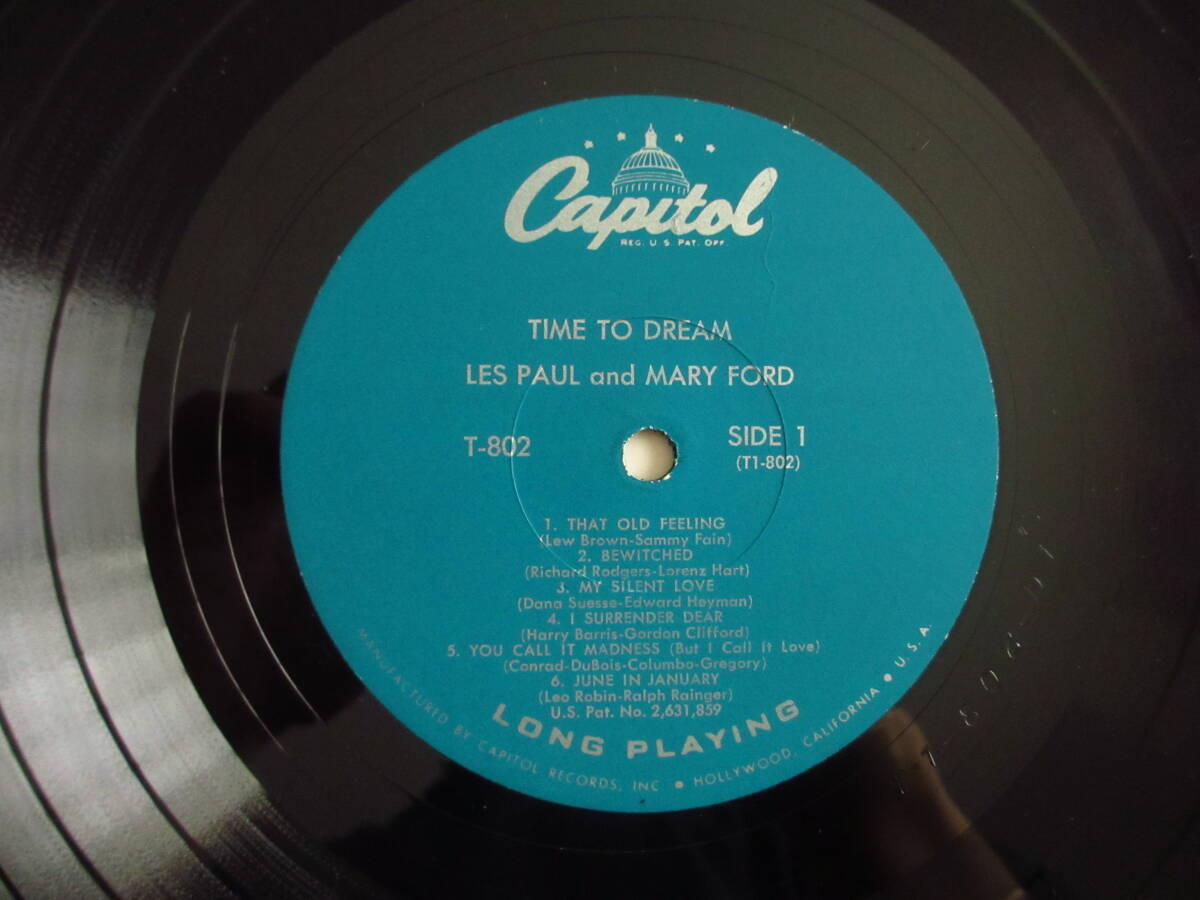 Capitol
REG. U.S. PAT. OFF.
TIME TO DREAM
LES PAUL and MARY FORD
T-802
SIDE 1
(T1-802)
1. THAT OLD FEELING
(Lew Brown-Sammy Fain)
2. BEWITCHED
(Richard Rodgers-Lorenz Hart)
3. MY SILENT LOVE
(Dana Suesse-Edward Heyman)
4. I SURRENDER DEAR
(Harry Barris-Gordon Clifford)
5. YOU CALL IT MADNESS (But I Call It Love)
(Conrad-DuBois-Columbo-Gregory)
6. JUNE IN JANUARY
(Leo Robin-Ralph Rainger)
U.S. Pat. No. 2,631,859
LONG PLAYING
MANUFACTURED BY CAPITOL RECORDS, INC • HOLLYWOOD, CALIFORNIA • U.S.A.